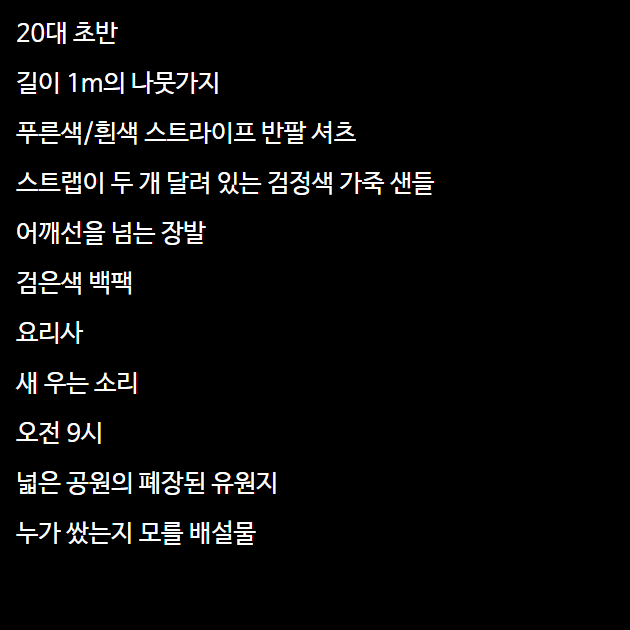 20대 초반
길이 1m의 나뭇가지
푸른색/흰색 스트라이프 반팔 셔츠
스트랩이 두 개 달려 있는 검정색 가죽 샌들
어깨선을 넘는 장발
검은색 백팩
요리사
새 우는 소리
오전 9시
넓은 공원의 폐장된 유원지
누가 쌌는지 모를 배설물